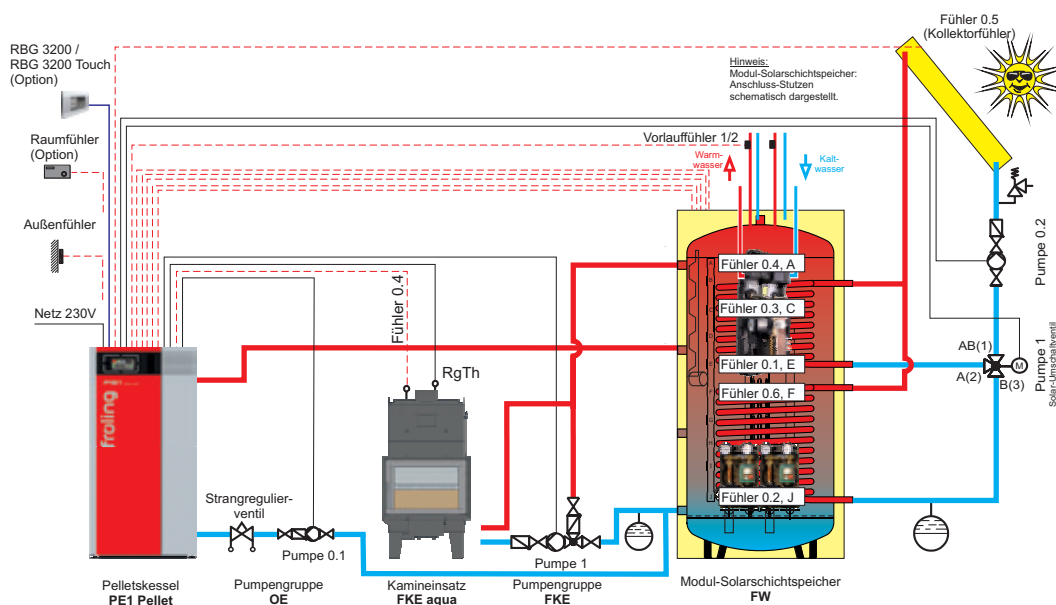 RBG 3200 /
RBG 3200 Touch
(Option)
Raumfühler
(Option)
Außenfühler
Netz 230V
Fühler 0.5
(Kollektorfühler)
Hinweis:
Modul-Solarschichtspeicher:
Anschluss-Stutzen
schematisch dargestellt.
Vorlauffühler 1/2
Warm-
wasser
Kalt-
wasser
Pumpe 0.2
Fühler 0.4, A
Fühler 0.3, C
Fühler 0.1, E
Fühler 0.6, F
Fühler 0.2, J
AB(1)
A(2)
B(3)
M
Pumpe 1
Solar-Umschaltventil
Fühler 0.4
RgTh
PE1
froling
Strangregulier-
ventil
Pumpe 0.1
Pumpe 1
Pelletskessel
PE1 Pellet
Pumpengruppe
OE
Kamineinsatz
FKE aqua
Pumpengruppe
FKE
Modul-Solarschichtspeicher
FW